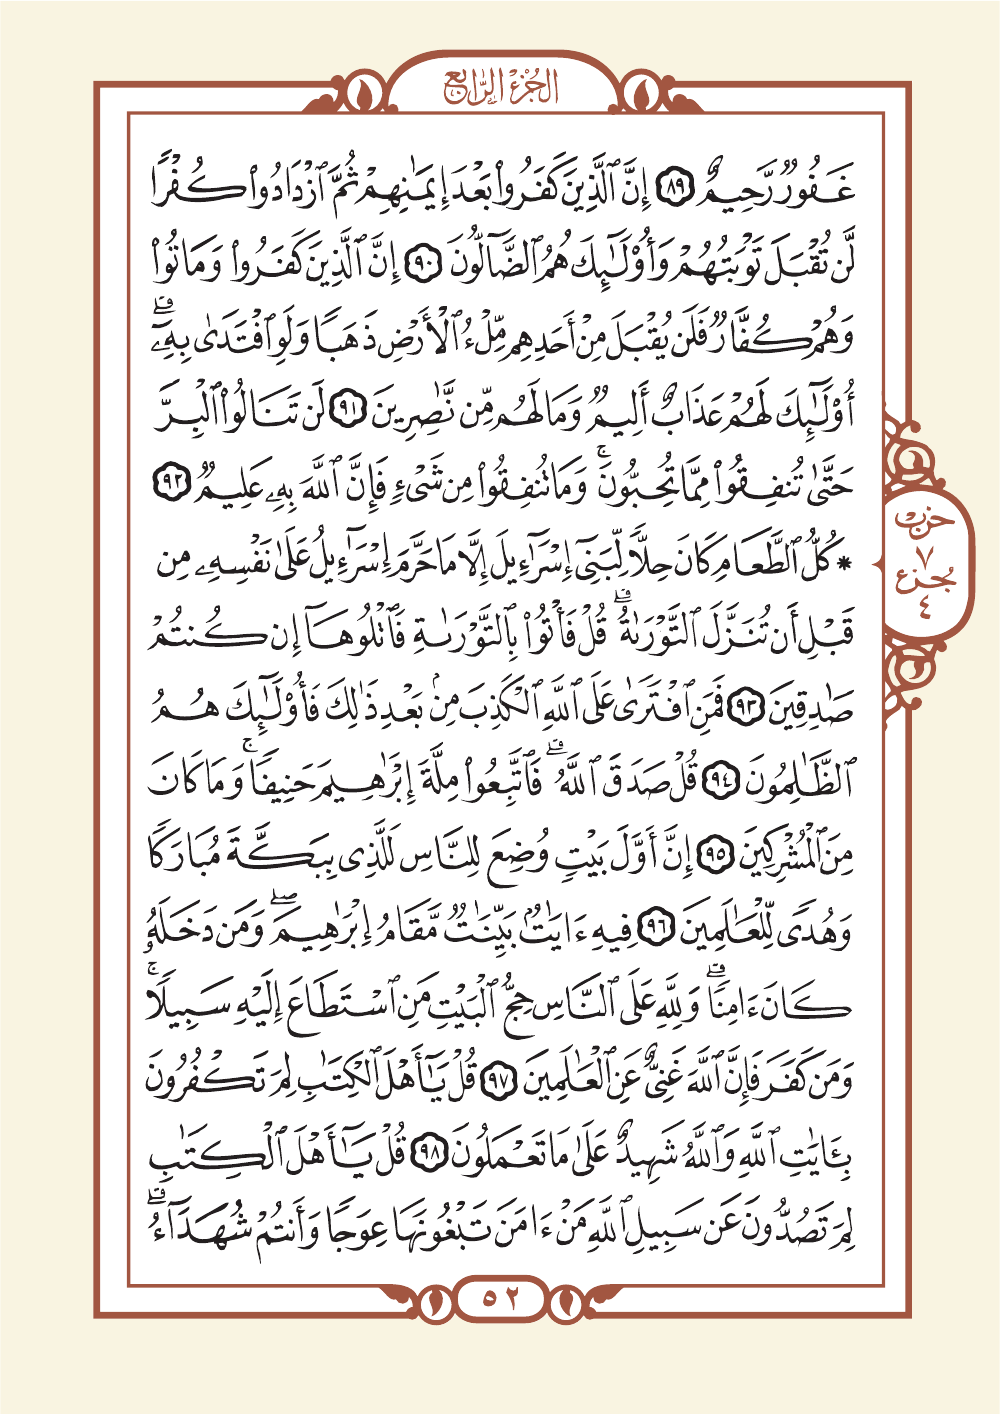 الجزء الرابع
غَفُورٌ رَّحِيمٌ ٨٩ إِنَّ ٱلَّذِينَ كَفَرُوا۟ بَعْدَ إِيمَٰنِهِمْ ثُمَّ ٱزْدَادُوا۟ كُفْرًا
لَّن تُقْبَلَ تَوْبَتُهُمْ وَأُو۟لَٰٓئِكَ هُمُ ٱلضَّآلُّونَ ٩٠ إِنَّ ٱلَّذِينَ كَفَرُوا۟ وَمَاتُوا۟
وَهُمْ كُفَّارٌ فَلَن يُقْبَلَ مِنْ أَحَدِهِم مِّلْءُ ٱلْأَرْضِ ذَهَبًا وَلَوِ ٱفْتَدَىٰ بِهِۦٓ ۗ
أُو۟لَٰٓئِكَ لَهُمْ عَذَابٌ أَلِيمٌ وَمَا لَهُم مِّن نَّٰصِرِينَ ٩١ لَن تَنَالُوا۟ ٱلْبِرَّ
حَتَّىٰ تُنفِقُوا۟ مِمَّا تُحِبُّونَ ۚ وَمَا تُنفِقُوا۟ مِن شَىْءٍ فَإِنَّ ٱللَّهَ بِهِۦ عَلِيمٌ ٩٢
* كُلُّ ٱلطَّعَامِ كَانَ حِلًّا لِّبَنِىٓ إِسْرَٰٓءِيلَ إِلَّا مَا حَرَّمَ إِسْرَٰٓءِيلُ عَلَىٰ نَفْسِهِۦ مِن
قَبْلِ أَن تُنَزَّلَ ٱلتَّوْرَىٰةُ ۗ قُلْ فَأْتُوا۟ بِٱلتَّوْرَىٰةِ فَٱتْلُوهَآ إِن كُنتُمْ
صَٰدِقِينَ ٩٣ فَمَنِ ٱفْتَرَىٰ عَلَى ٱللَّهِ ٱلْكَذِبَ مِنۢ بَعْدِ ذَٰلِكَ فَأُو۟لَٰٓئِكَ هُمُ
ٱلظَّٰلِمُونَ ٩٤ قُلْ صَدَقَ ٱللَّهُ ۗ فَٱتَّبِعُوا۟ مِلَّةَ إِبْرَٰهِيمَ حَنِيفًا ۚ وَمَا كَانَ
مِنَ ٱلْمُشْرِكِينَ ٩٥ إِنَّ أَوَّلَ بَيْتٍ وُضِعَ لِلنَّاسِ لَلَّذِى بِبَكَّةَ مُبَارَكًا
وَهُدًى لِّلْعَٰلَمِينَ ٩٦ فِيهِ ءَايَٰتٌۢ بَيِّنَٰتٌ مَّقَامُ إِبْرَٰهِيمَ ۖ وَمَن دَخَلَهُۥ
كَانَ ءَامِنًا ۗ وَلِلَّهِ عَلَى ٱلنَّاسِ حِجُّ ٱلْبَيْتِ مَنِ ٱسْتَطَاعَ إِلَيْهِ سَبِيلًا ۚ
وَمَن كَفَرَ فَإِنَّ ٱللَّهَ غَنِىٌّ عَنِ ٱلْعَٰلَمِينَ ٩٧ قُلْ يَٰٓأَهْلَ ٱلْكِتَٰبِ لِمَ تَكْفُرُونَ
بِـَٔايَٰتِ ٱللَّهِ وَٱللَّهُ شَهِيدٌ عَلَىٰ مَا تَعْمَلُونَ ٩٨ قُلْ يَٰٓأَهْلَ ٱلْكِتَٰبِ
لِمَ تَصُدُّونَ عَن سَبِيلِ ٱللَّهِ مَنْ ءَامَنَ تَبْغُونَهَا عِوَجًا وَأَنتُمْ شُهَدَآءُ ۗ
حزب
٧
جزء
٤
٥٢